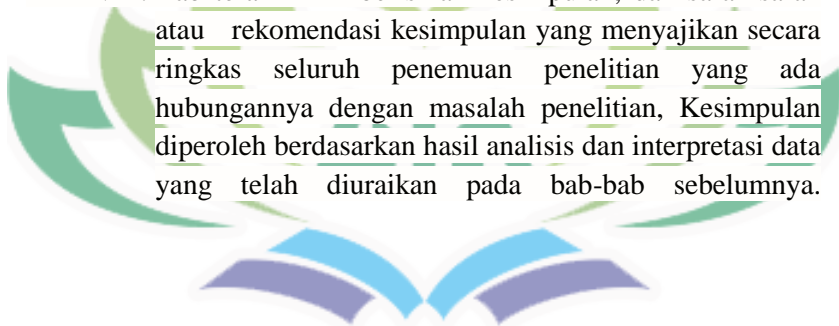 atau rekomendasi kesimpulan yang menyajikan secara
ringkas seluruh penemuan penelitian yang ada
hubungannya dengan masalah penelitian, Kesimpulan
diperoleh berdasarkan hasil analisis dan interpretasi data
yang telah diuraikan pada bab-bab sebelumnya.